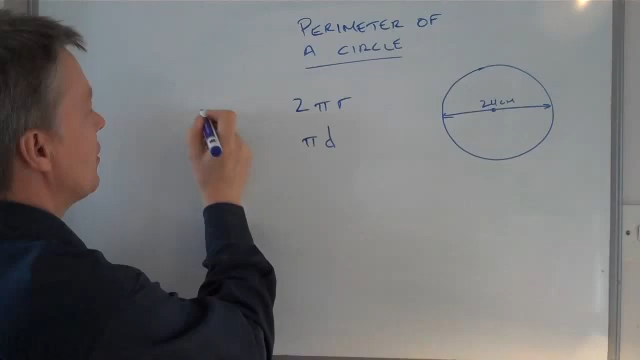 PERIMETER OF
A CIRCLE
2πr
πd
24cm